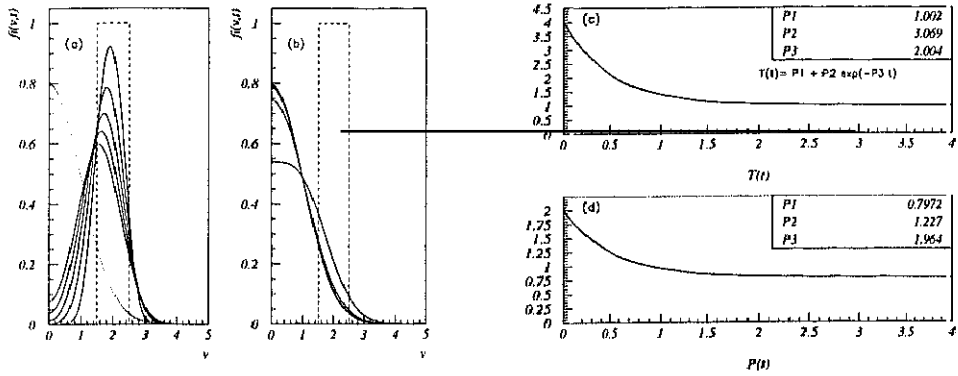 fi(v,t)
1
0.8
0.6
0.4
0.2
0
(a)
0 1 2 3 4 5
v
fi(v,t)
1
0.8
0.6
0.4
0.2
0
(b)
0 1 2 3 4 5
v
4.5
4
3.5
3
2.5
2
1.5
1
0.5
0
(c)
P1 1.002
P2 3.069
P3 2.004
T(t)= P1 + P2 exp(-P3 t)
0 0.5 1 1.5 2 2.5 3 3.5 4
T(t)
2
1.75
1.5
1.25
1
0.75
0.5
0.25
0
(d)
P1 0.7972
P2 1.227
P3 1.964
0 0.5 1 1.5 2 2.5 3 3.5 4
P(t)